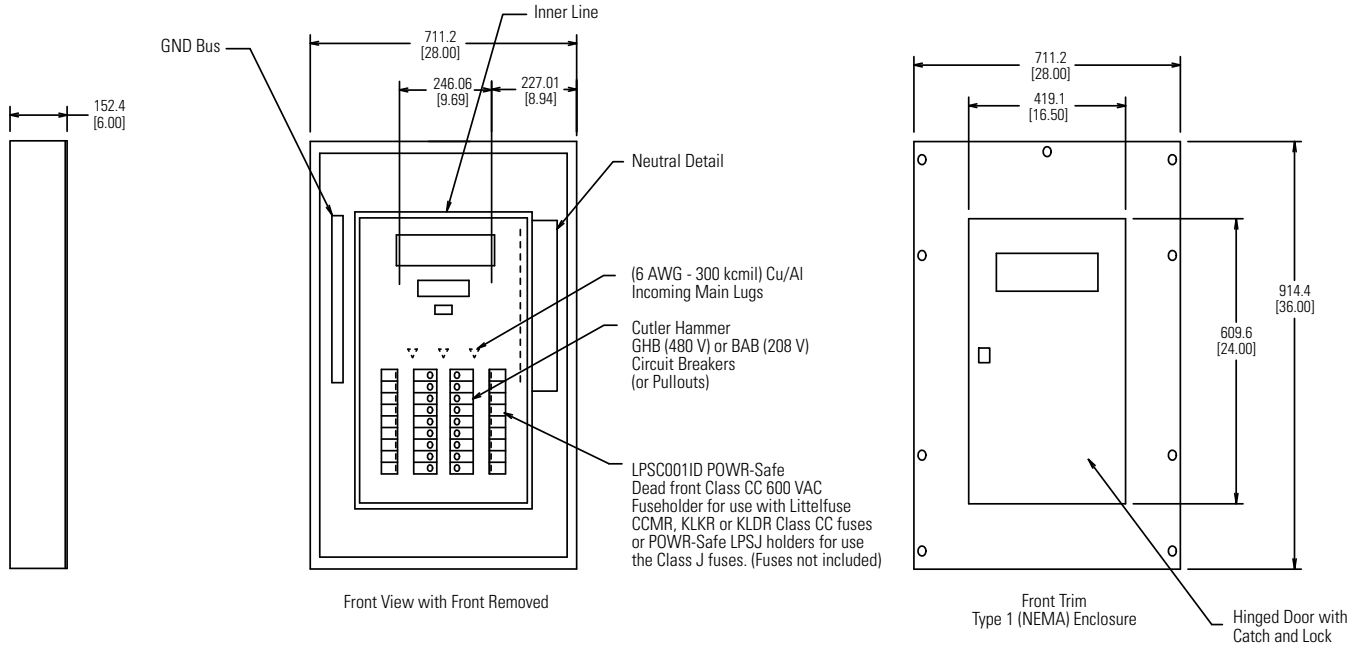 152.4
[6.00]
GND Bus
711.2
[28.00]
Inner Line
246.06
[9.69]
227.01
[8.94]
Neutral Detail
(6 AWG - 300 kcmil) Cu/Al
Incoming Main Lugs
Cutler Hammer
GHB (480 V) or BAB (208 V)
Circuit Breakers
(or Pullouts)
LPSC001ID POWR-Safe
Dead front Class CC 600 VAC
Fuseholder for use with Littelfuse
CCMR, KLKR or KLDR Class CC fuses
or POWR-Safe LPSJ holders for use
the Class J fuses. (Fuses not included)
Front View with Front Removed
711.2
[28.00]
419.1
[16.50]
609.6
[24.00]
914.4
[36.00]
Front Trim
Type 1 (NEMA) Enclosure
Hinged Door with
Catch and Lock